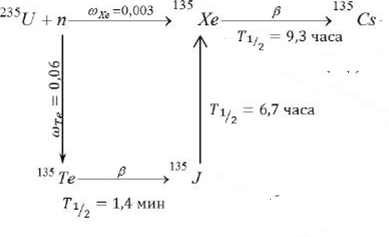 ²³⁵U + n ω_Xe=0,003 ¹³⁵Xe β ¹³⁵Cs
T₁/₂ = 9,3 часа
ω_Te = 0,06
T₁/₂ = 6,7 часа
¹³⁵Te β ¹³⁵J
T₁/₂ = 1,4 мин